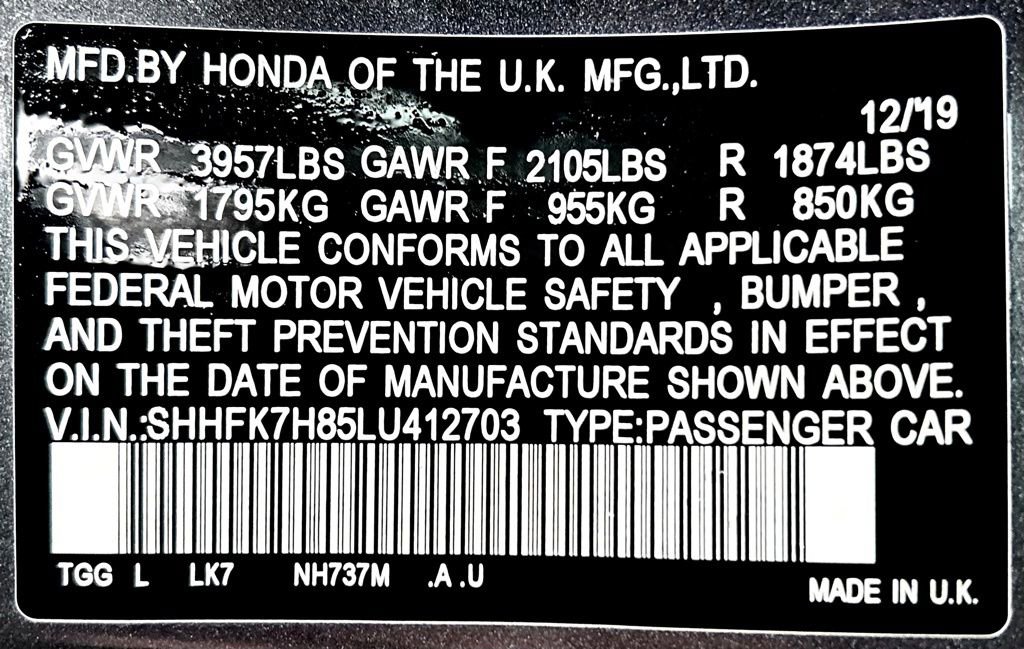 MFD.BY HONDA OF THE U.K. MFG.,LTD.
12/'19
GVWR 3957LBS GAWR F 2105LBS R 1874LBS
GVWR 1795KG GAWR F 955KG R 850KG
THIS VEHICLE CONFORMS TO ALL APPLICABLE
FEDERAL MOTOR VEHICLE SAFETY , BUMPER ,
AND THEFT PREVENTION STANDARDS IN EFFECT
ON THE DATE OF MANUFACTURE SHOWN ABOVE.
V.I.N.:SHHFK7H85LU412703 TYPE:PASSENGER CAR
TGG L LK7 NH737M .A .U
MADE IN U.K.